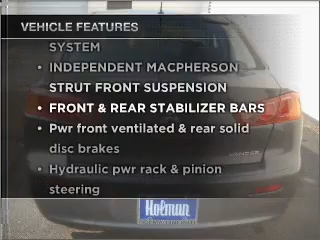 VEHICLE FEATURES
SYSTEM
• INDEPENDENT MACPHERSON
STRUT FRONT SUSPENSION
• FRONT & REAR STABILIZER BARS
• Pwr front ventilated & rear solid
disc brakes
LANCER
• Hydraulic pwr rack & pinion
steering
Holman